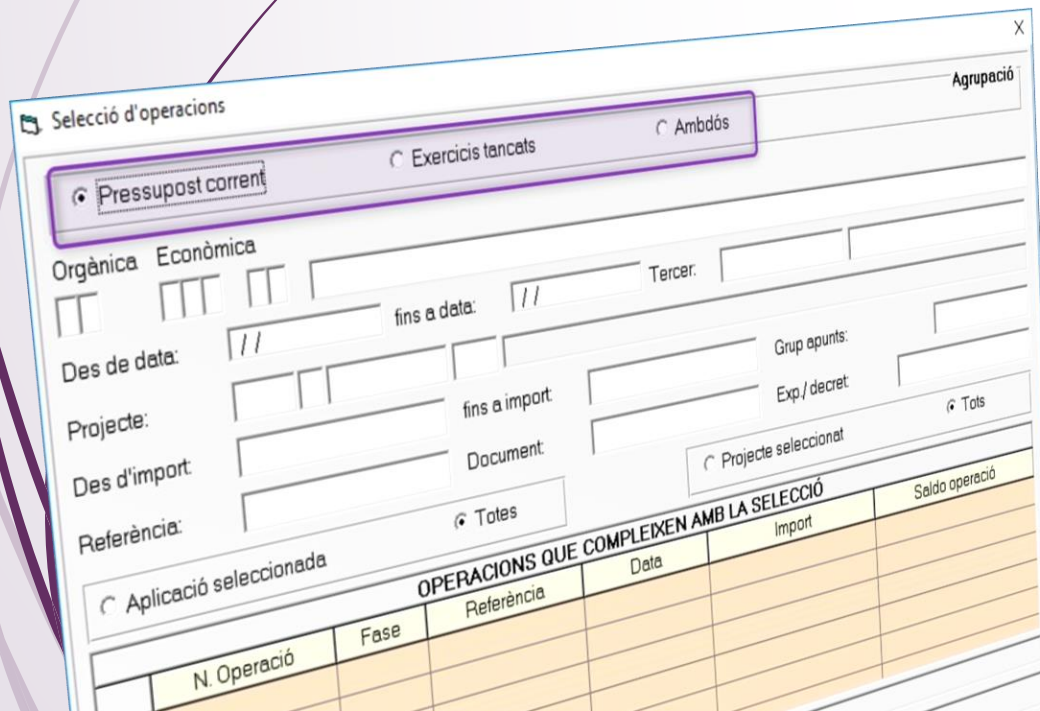 Selecció d'operacions X
Agrupació
Pressupost corrent Exercicis tancats Ambdós
Orgànica Econòmica
Des de data: / / fins a data: / / Tercer:
Projecte:
Des d'import: fins a import: Grup apunts:
Referència: Document: Exp./ decret:
Aplicació seleccionada Totes Projecte seleccionat Tots
OPERACIONS QUE COMPLEIXEN AMB LA SELECCIÓ
N. Operació Fase Referència Data Import Saldo operació